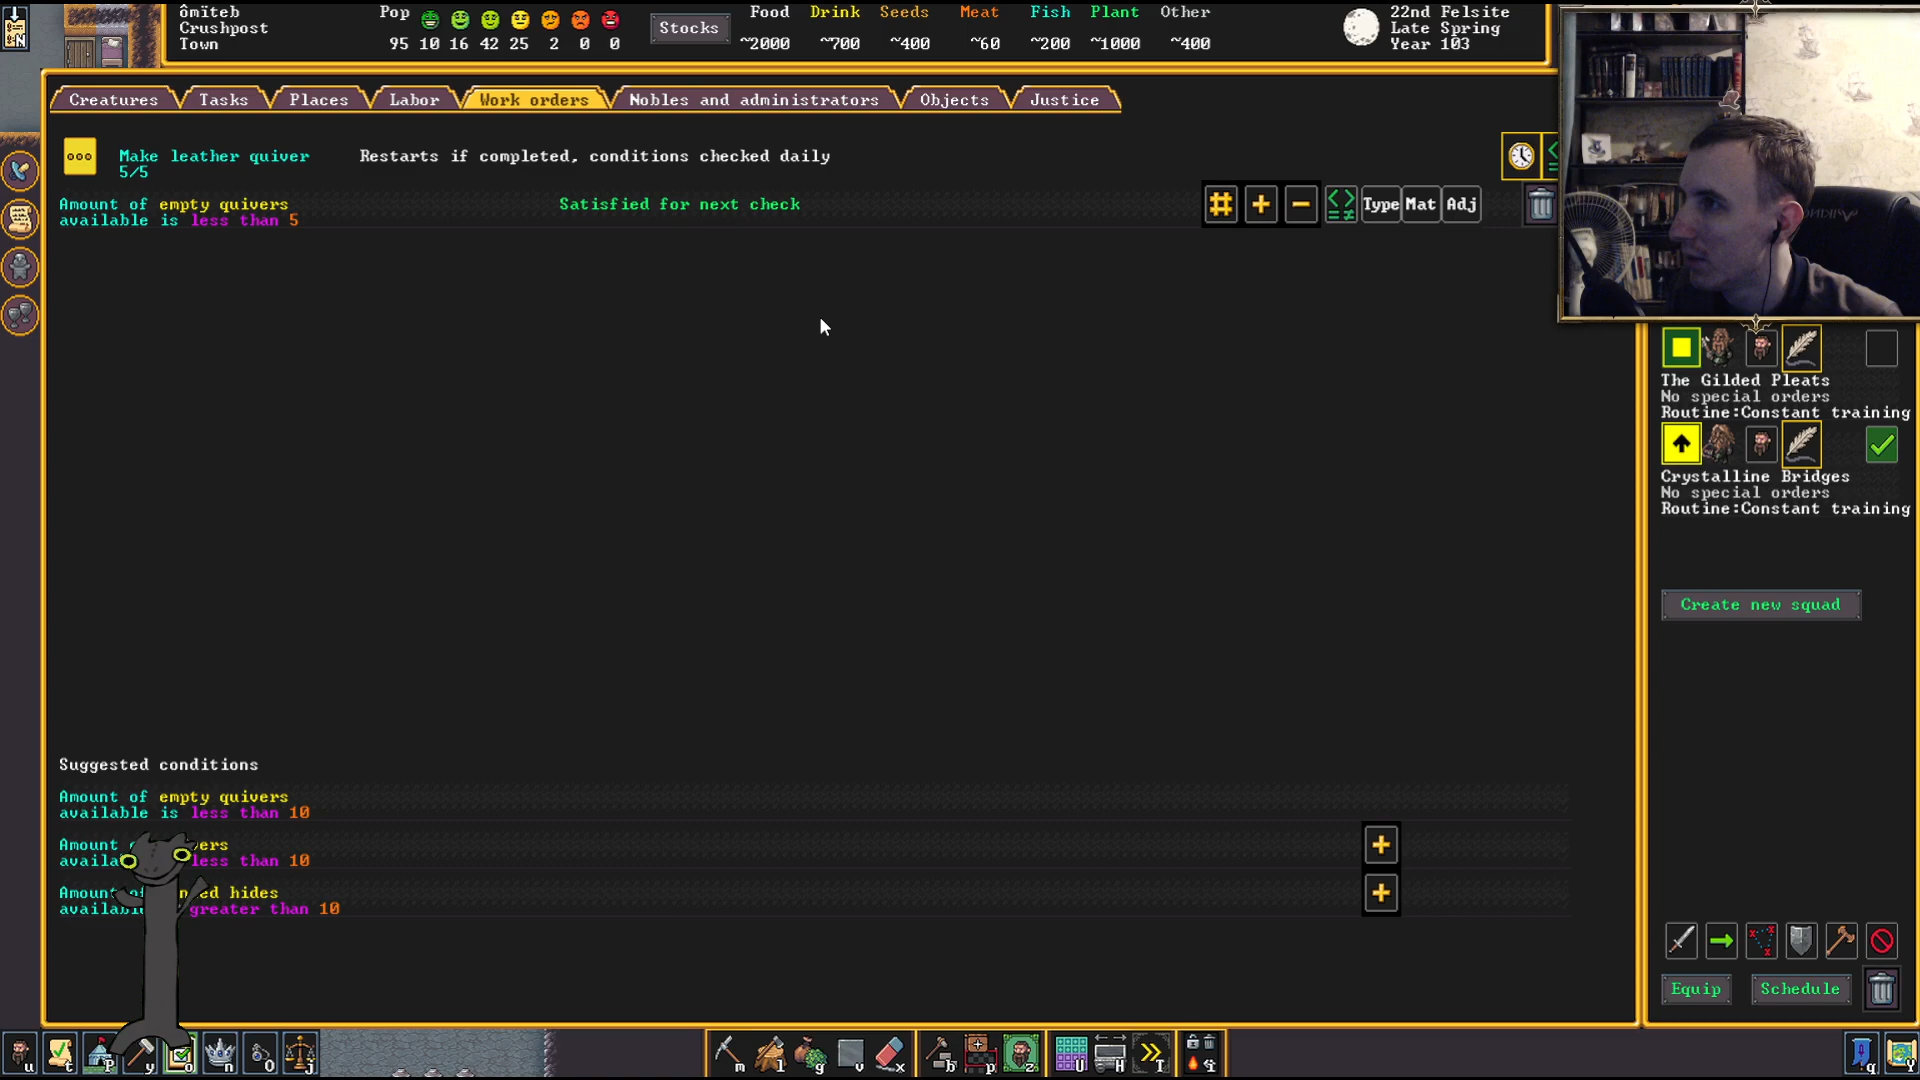 ômiteb
Crushpost
Town
Pop
95 10 16 42 25 2 0 0
Stocks
Food Drink Seeds Meat Fish Plant Other
~2000 ~700 ~400 ~60 ~200 ~1000 ~400
22nd Felsite
Late Spring
Year 103
Creatures Tasks Places Labor Work orders Nobles and administrators Objects Justice
Make leather quiver Restarts if completed, conditions checked daily
5/5
Amount of empty quivers Satisfied for next check
available is less than 5
Type Mat Adj
The Gilded Pleats
No special orders
Routine:Constant training
Crystalline Bridges
No special orders
Routine:Constant training
Create new squad
Suggested conditions
Amount of empty quivers
available is less than 10
Amount
less than 10
Amount of hides
greater than 10
Equip Schedule
u t P y o n O j m l g v x b p z U H T i q Y